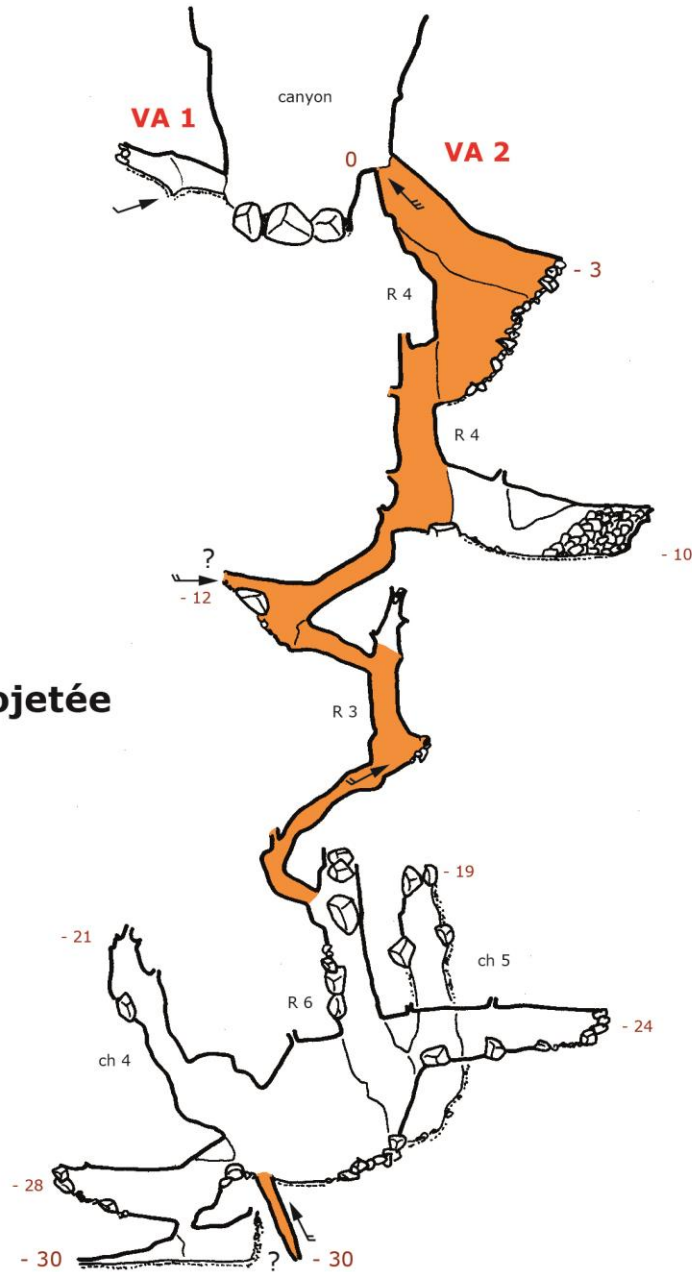 canyon
VA 1
VA 2
0
- 3
R 4
R 4
- 10
?
- 12
ojetée
R 3
- 19
- 21
ch 5
R 6
- 24
ch 4
- 28
- 30
?
- 30